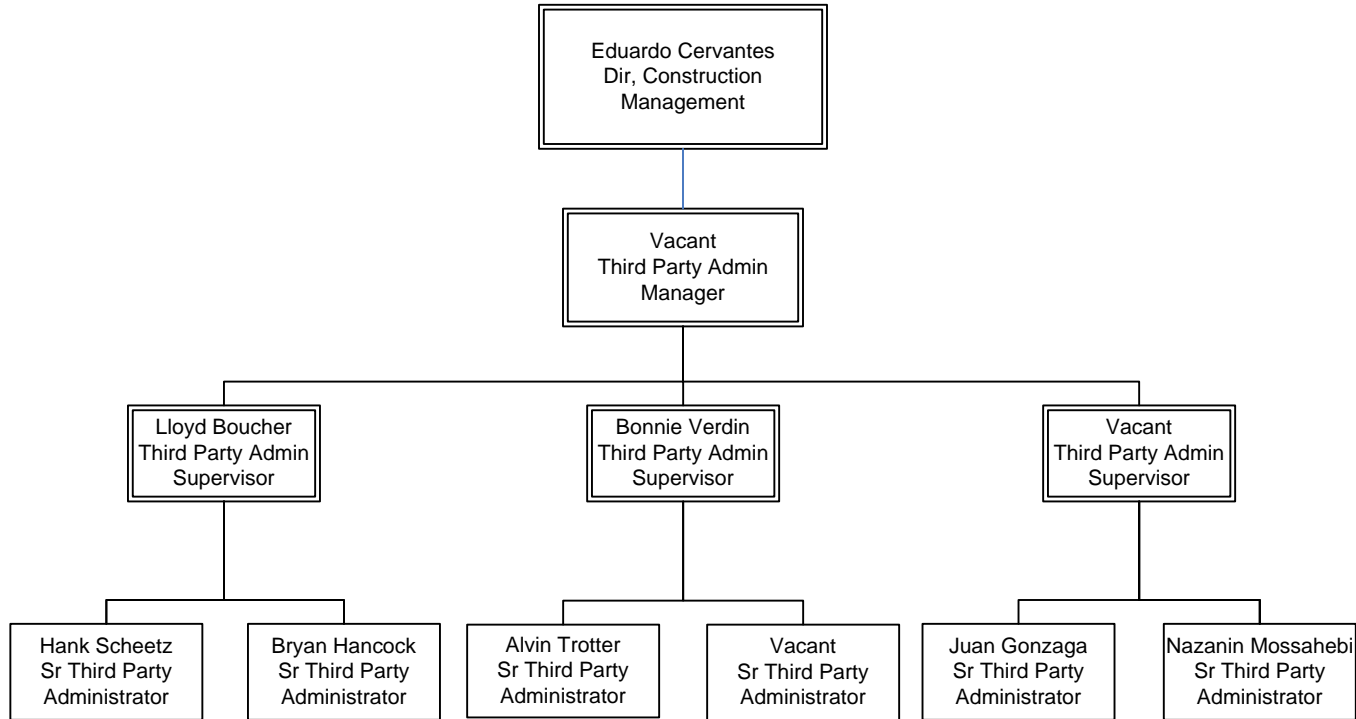 Eduardo Cervantes
Dir, Construction
Management
Vacant
Third Party Admin
Manager
Lloyd Boucher
Third Party Admin
Supervisor
Bonnie Verdin
Third Party Admin
Supervisor
Vacant
Third Party Admin
Supervisor
Hank Scheetz
Sr Third Party
Administrator
Bryan Hancock
Sr Third Party
Administrator
Alvin Trotter
Sr Third Party
Administrator
Vacant
Sr Third Party
Administrator
Juan Gonzaga
Sr Third Party
Administrator
Nazanin Mossahebi
Sr Third Party
Administrator